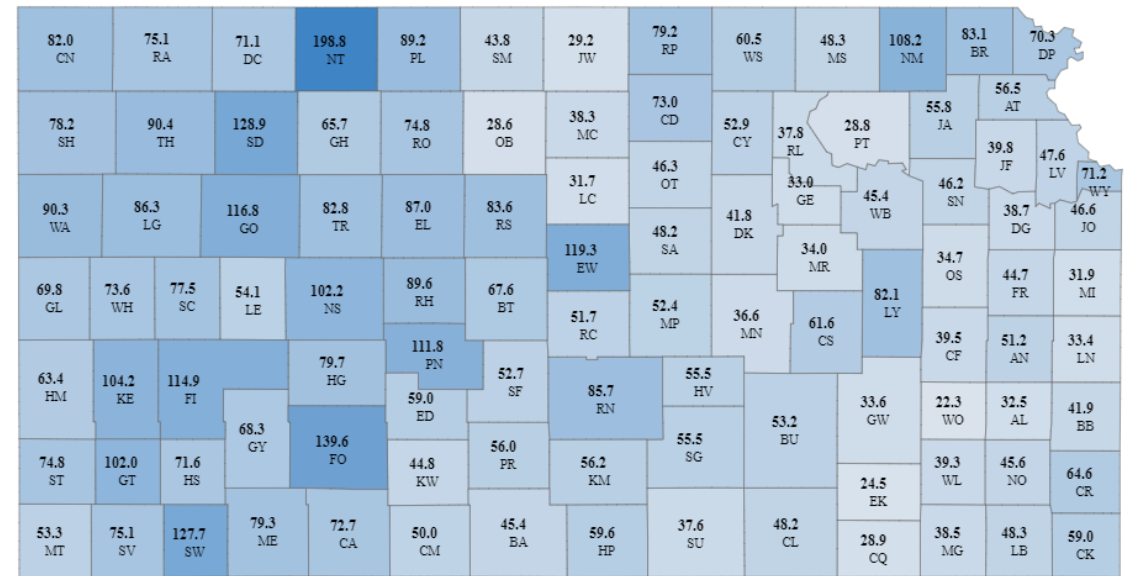 82.0
CN
75.1
RA
71.1
DC
198.8
NT
89.2
PL
43.8
SM
29.2
JW
79.2
RP
60.5
WS
48.3
MS
108.2
NM
83.1
BR
70.3
DP
78.2
SH
90.4
TH
128.9
SD
65.7
GH
74.8
RO
28.6
OB
38.3
MC
73.0
CD
52.9
CY
37.8
RL
28.8
PT
55.8
JA
56.5
AT
39.8
JF
47.6
LV
71.2
WY
31.7
LC
46.3
OT
33.0
GE
90.3
WA
86.3
LG
116.8
GO
82.8
TR
87.0
EL
83.6
RS
41.8
DK
45.4
WB
46.2
SN
38.7
DG
46.6
JO
119.3
EW
48.2
SA
34.0
MR
34.7
OS
69.8
GL
73.6
WH
77.5
SC
54.1
LE
102.2
NS
89.6
RH
67.6
BT
51.7
RC
52.4
MP
36.6
MN
61.6
CS
82.1
LY
44.7
FR
31.9
MI
111.8
PN
39.5
CF
51.2
AN
33.4
LN
63.4
HM
104.2
KE
114.9
FI
79.7
HG
59.0
ED
52.7
SF
85.7
RN
55.5
HV
53.2
BU
33.6
GW
22.3
WO
32.5
AL
41.9
BB
68.3
GY
139.6
FO
55.5
SG
74.8
ST
102.0
GT
71.6
HS
44.8
KW
56.0
PR
56.2
KM
24.5
EK
39.3
WL
45.6
NO
64.6
CR
53.3
MT
75.1
SV
127.7
SW
79.3
ME
72.7
CA
50.0
CM
45.4
BA
59.6
HP
37.6
SU
48.2
CL
28.9
CQ
38.5
MG
48.3
LB
59.0
CK